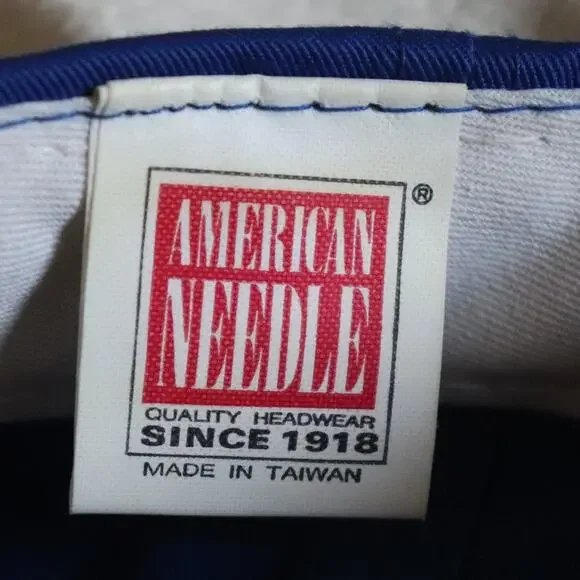 ®
AMERICAN
NEEDLE
QUALITY HEADWEAR
SINCE 1918
MADE IN TAIWAN